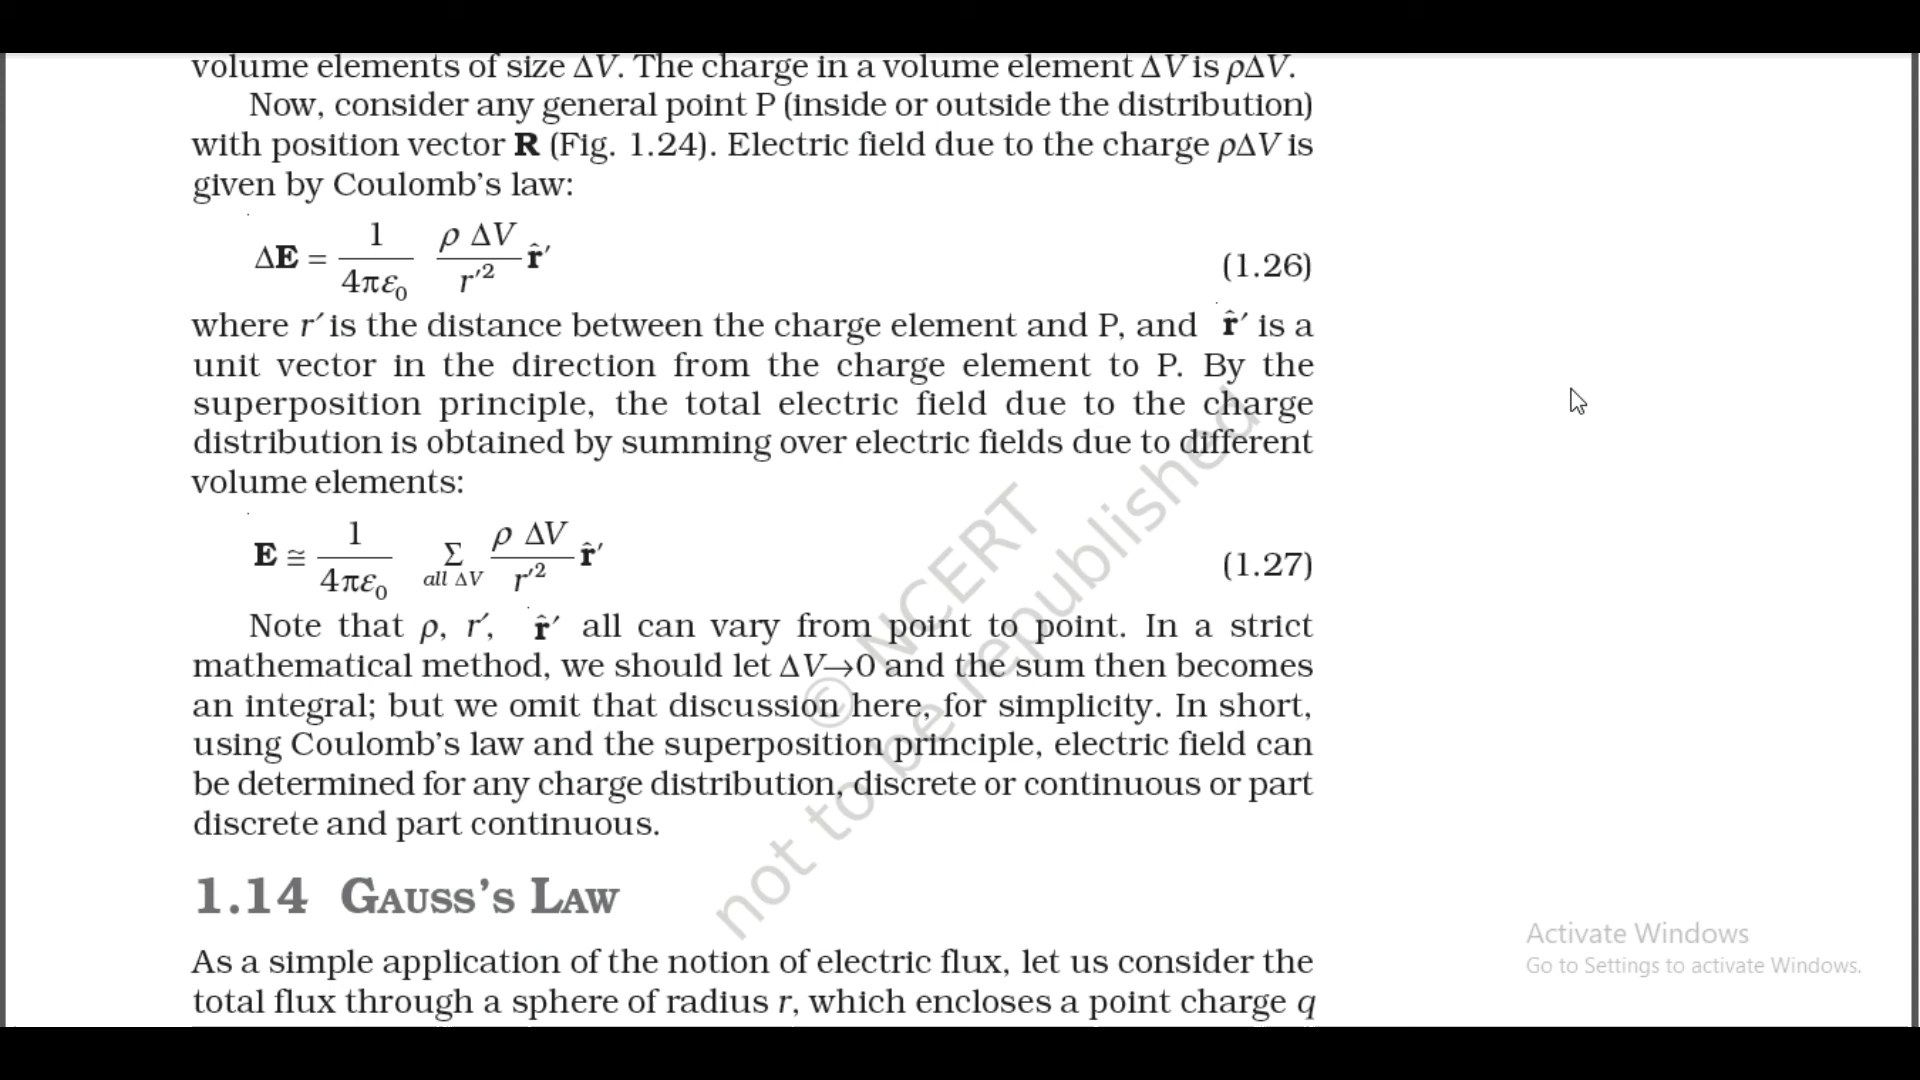 volume elements of size ΔV. The charge in a volume element ΔV is ρΔV.
Now, consider any general point P (inside or outside the distribution)
with position vector R (Fig. 1.24). Electric field due to the charge ρΔV is
given by Coulomb's law:
ΔE = 1/4πε₀ ρ ΔV/r′² r̂′ (1.26)
where r′ is the distance between the charge element and P, and r̂′ is a
unit vector in the direction from the charge element to P. By the
superposition principle, the total electric field due to the charge
distribution is obtained by summing over electric fields due to different
volume elements:
E ≅ 1/4πε₀ Σ all ΔV ρ ΔV/r′² r̂′ (1.27)
Note that ρ, r′, r̂′ all can vary from point to point. In a strict
mathematical method, we should let ΔV→0 and the sum then becomes
an integral; but we omit that discussion here, for simplicity. In short,
using Coulomb's law and the superposition principle, electric field can
be determined for any charge distribution, discrete or continuous or part
discrete and part continuous.
1.14 GAUSS'S LAW
As a simple application of the notion of electric flux, let us consider the
total flux through a sphere of radius r, which encloses a point charge q
© NCERT
not to be republished
Activate Windows
Go to Settings to activate Windows.